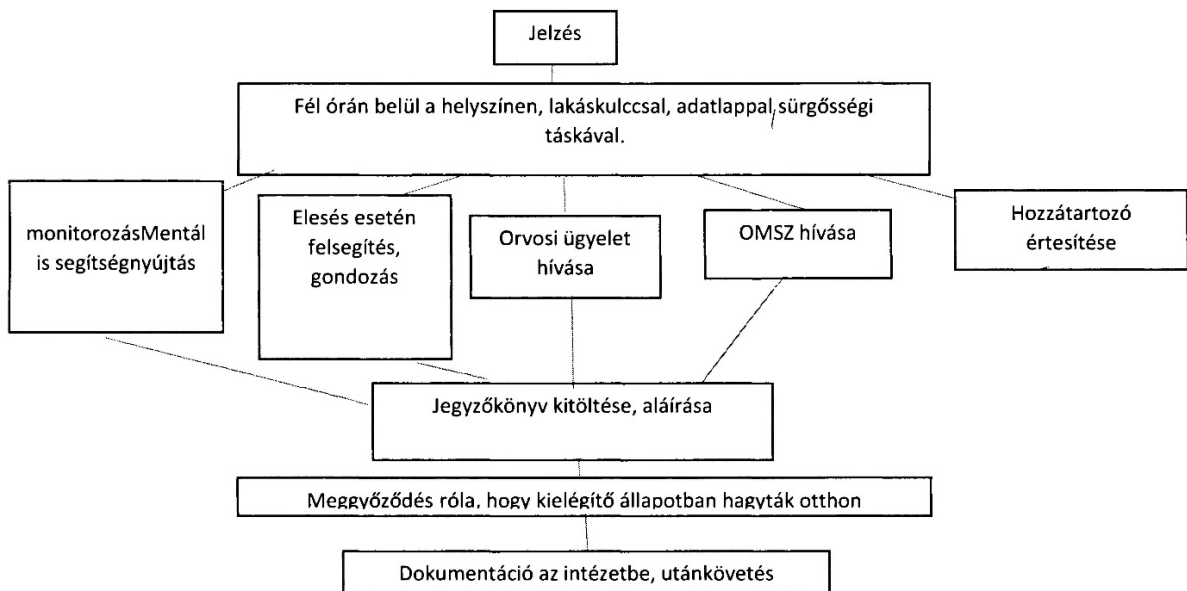 Jelzés
Fél órán belül a helyszínen, lakáskulccsal, adatlappal sürgősségi
táskával.
monitorozásMentál
is segítségnyújtás
Elesés esetén
felsegítés,
gondozás
Orvosi ügyelet
hívása
OMSZ hívása
Hozzátartozó
értesítése
Jegyzőkönyv kitöltése, aláírása
Meggyőződés róla, hogy kielégítő állapotban hagyták otthon
Dokumentáció az intézetbe, utánkövetés